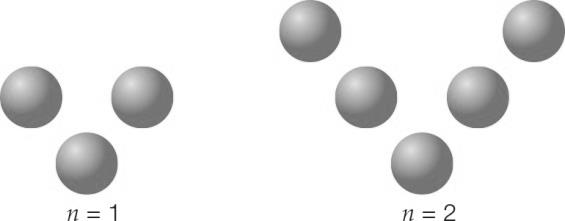 n = 1
n = 2